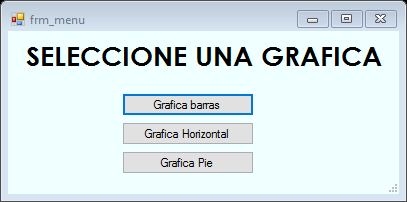 frm_menu
SELECCIONE UNA GRAFICA
Grafica barras
Grafica Horizontal
Grafica Pie